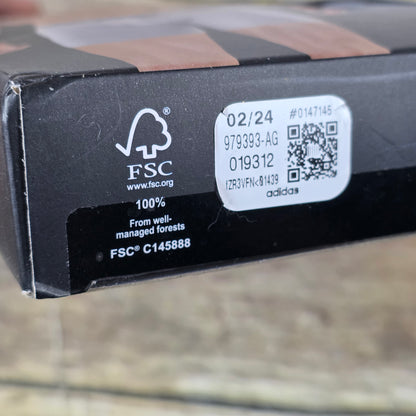 FSC
www.fsc.org
100%
From well-
managed forests
FSC® C145888
02/24
#0147145
979393-AG
019312
adidas